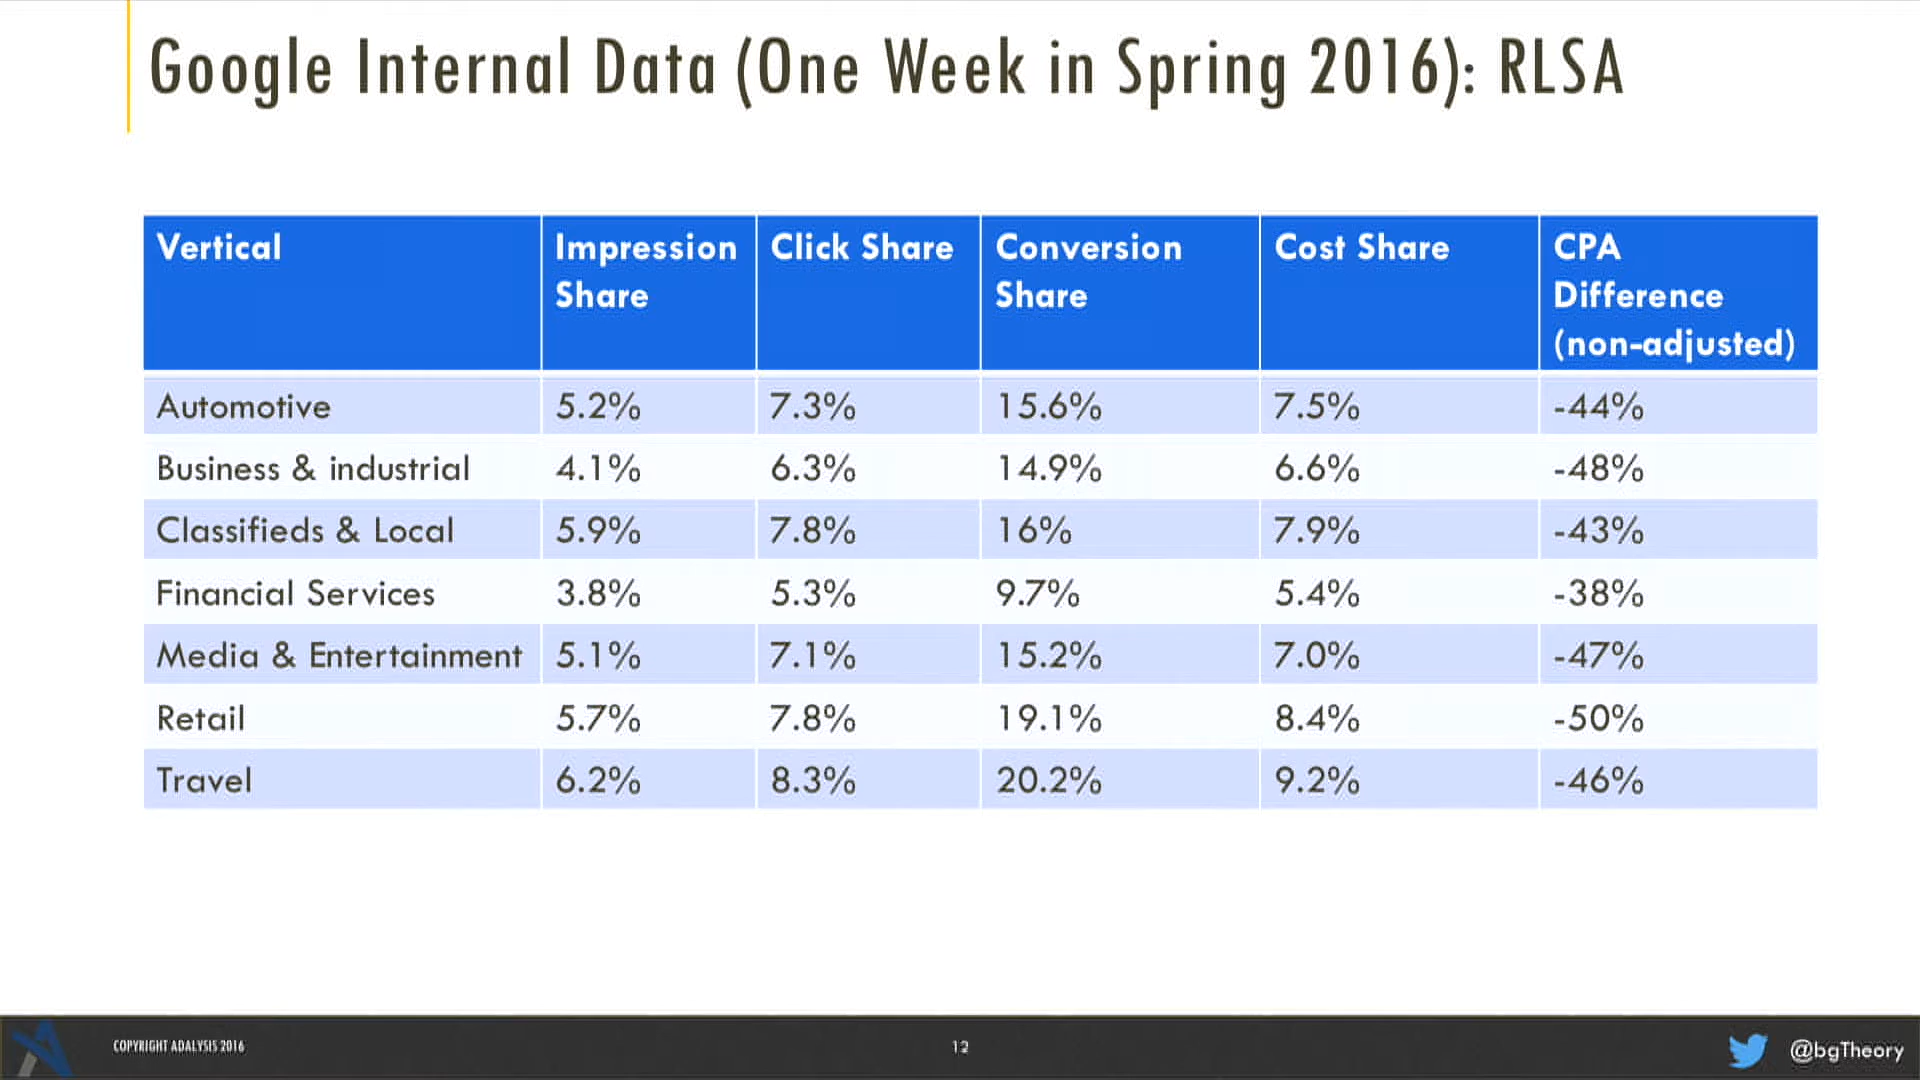 Google Internal Data (One Week in Spring 2016): RLSA
Vertical Impression Share Click Share Conversion Share Cost Share CPA Difference (non-adjusted)
Automotive 5.2% 7.3% 15.6% 7.5% -44%
Business & industrial 4.1% 6.3% 14.9% 6.6% -48%
Classifieds & Local 5.9% 7.8% 16% 7.9% -43%
Financial Services 3.8% 5.3% 9.7% 5.4% -38%
Media & Entertainment 5.1% 7.1% 15.2% 7.0% -47%
Retail 5.7% 7.8% 19.1% 8.4% -50%
Travel 6.2% 8.3% 20.2% 9.2% -46%
COPYRIGHT ADALYSIS 2016 12 @bgTheory